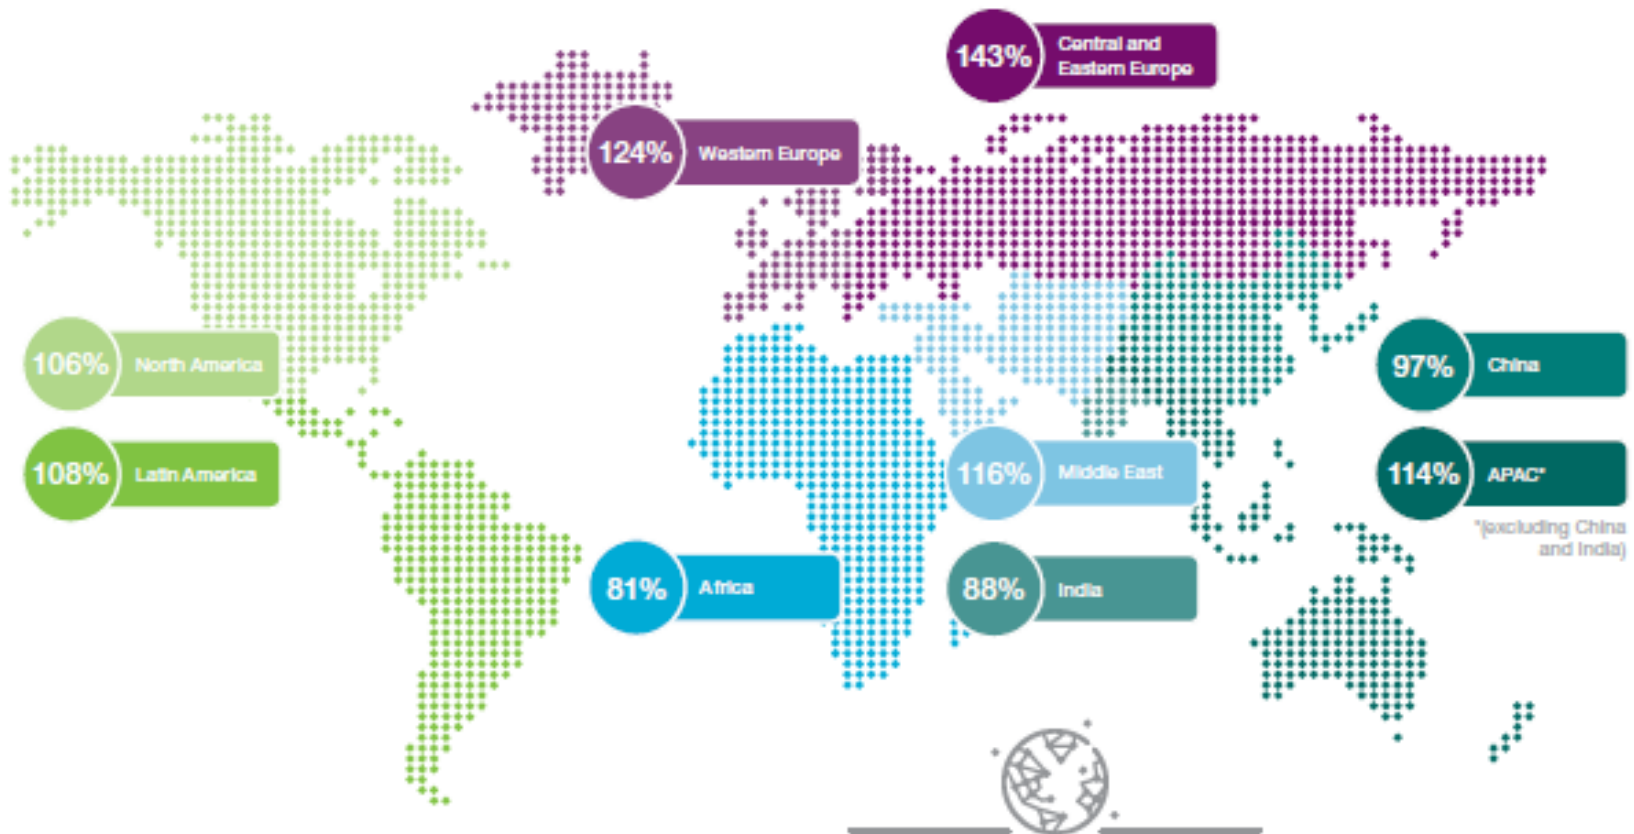 143%
Central and
Eastern Europe
124%
Western Europe
106%
North America
97%
China
108%
Latin America
116%
Middle East
114%
APAC*
*(excluding China
and India)
81%
Africa
88%
India